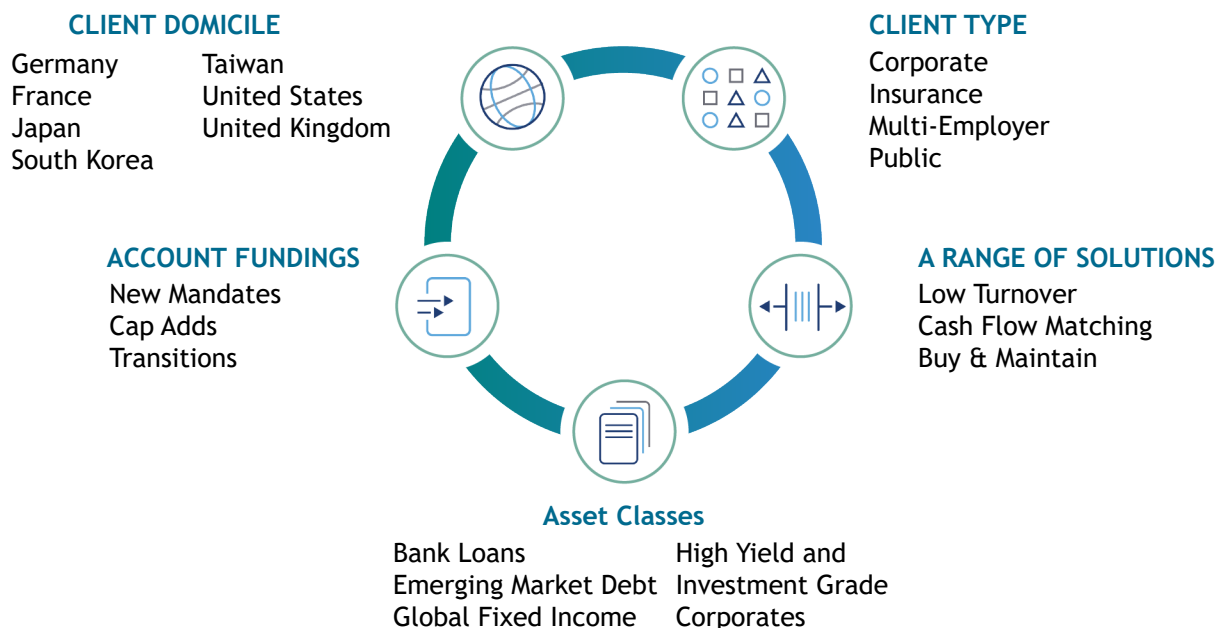 CLIENT DOMICILE
Germany
France
Japan
South Korea
Taiwan
United States
United Kingdom
CLIENT TYPE
Corporate
Insurance
Multi-Employer
Public
ACCOUNT FUNDINGS
New Mandates
Cap Adds
Transitions
A RANGE OF SOLUTIONS
Low Turnover
Cash Flow Matching
Buy & Maintain
Asset Classes
Bank Loans
Emerging Market Debt
Global Fixed Income
High Yield and
Investment Grade
Corporates